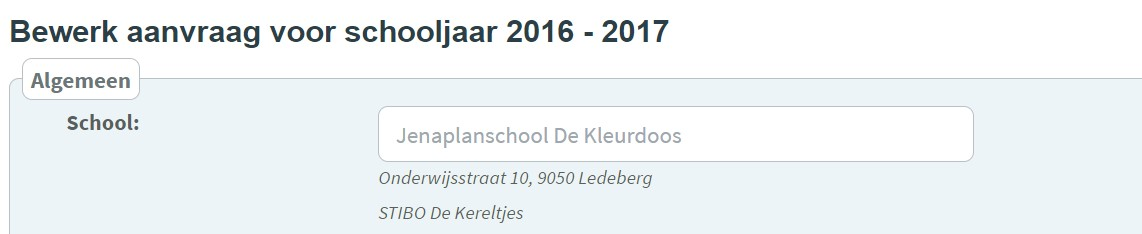 Bewerk aanvraag voor schooljaar 2016 - 2017
Algemeen
School:
Jenaplanschool De Kleurdoos
Onderwijsstraat 10, 9050 Ledeberg
STIBO De Kereltjes